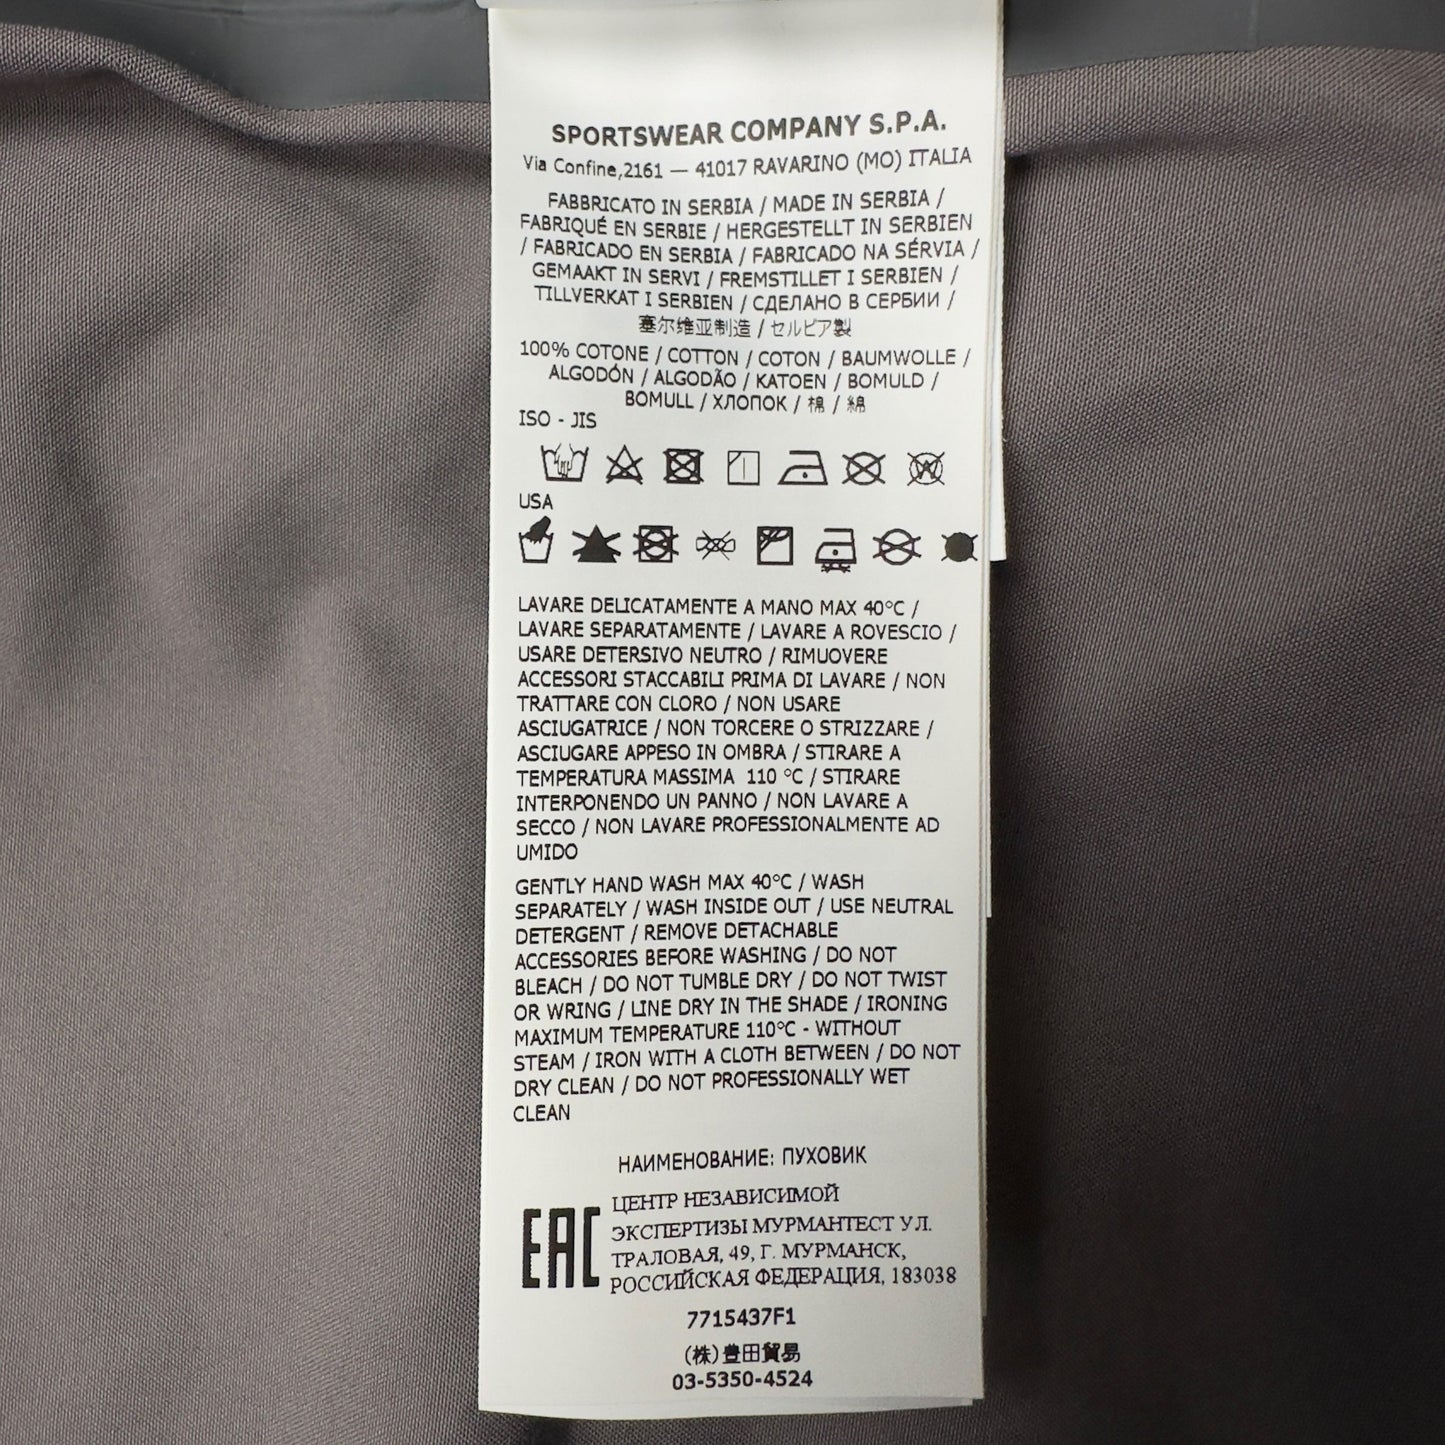 SPORTSWEAR COMPANY S.P.A.
Via Confine,2161 — 41017 RAVARINO (MO) ITALIA
FABBRICATO IN SERBIA / MADE IN SERBIA /
FABRIQUÉ EN SERBIE / HERGESTELLT IN SERBIEN
/ FABRICADO EN SERBIA / FABRICADO NA SÉRVIA /
GEMAAKT IN SERVI / FREMSTILLET I SERBIEN /
TILLVERKAT I SERBIEN / СДЕЛАНО В СЕРБИИ /
塞尔维亚制造 / セルビア製
100% COTONE / COTTON / COTON / BAUMWOLLE /
ALGODÓN / ALGODÃO / KATOEN / BOMULD /
BOMULL / ХЛОПОК / 棉 / 綿
ISO - JIS
W
USA
LAVARE DELICATAMENTE A MANO MAX 40°C /
LAVARE SEPARATAMENTE / LAVARE A ROVESCIO /
USARE DETERSIVO NEUTRO / RIMUOVERE
ACCESSORI STACCABILI PRIMA DI LAVARE / NON
TRATTARE CON CLORO / NON USARE
ASCIUGATRICE / NON TORCERE O STRIZZARE /
ASCIUGARE APPESO IN OMBRA / STIRARE A
TEMPERATURA MASSIMA 110 °C / STIRARE
INTERPONENDO UN PANNO / NON LAVARE A
SECCO / NON LAVARE PROFESSIONALMENTE AD
UMIDO
GENTLY HAND WASH MAX 40°C / WASH
SEPARATELY / WASH INSIDE OUT / USE NEUTRAL
DETERGENT / REMOVE DETACHABLE
ACCESSORIES BEFORE WASHING / DO NOT
BLEACH / DO NOT TUMBLE DRY / DO NOT TWIST
OR WRING / LINE DRY IN THE SHADE / IRONING
MAXIMUM TEMPERATURE 110°C - WITHOUT
STEAM / IRON WITH A CLOTH BETWEEN / DO NOT
DRY CLEAN / DO NOT PROFESSIONALLY WET
CLEAN
НАИМЕНОВАНИЕ: ПУХОВИК
EAC
ЦЕНТР НЕЗАВИСИМОЙ
ЭКСПЕРТИЗЫ МУРМАНТЕСТ УЛ.
ТРАЛОВАЯ, 49, Г. МУРМАНСК,
РОССИЙСКАЯ ФЕДЕРАЦИЯ, 183038
7715437F1
(株)豊田貿易
03-5350-4524